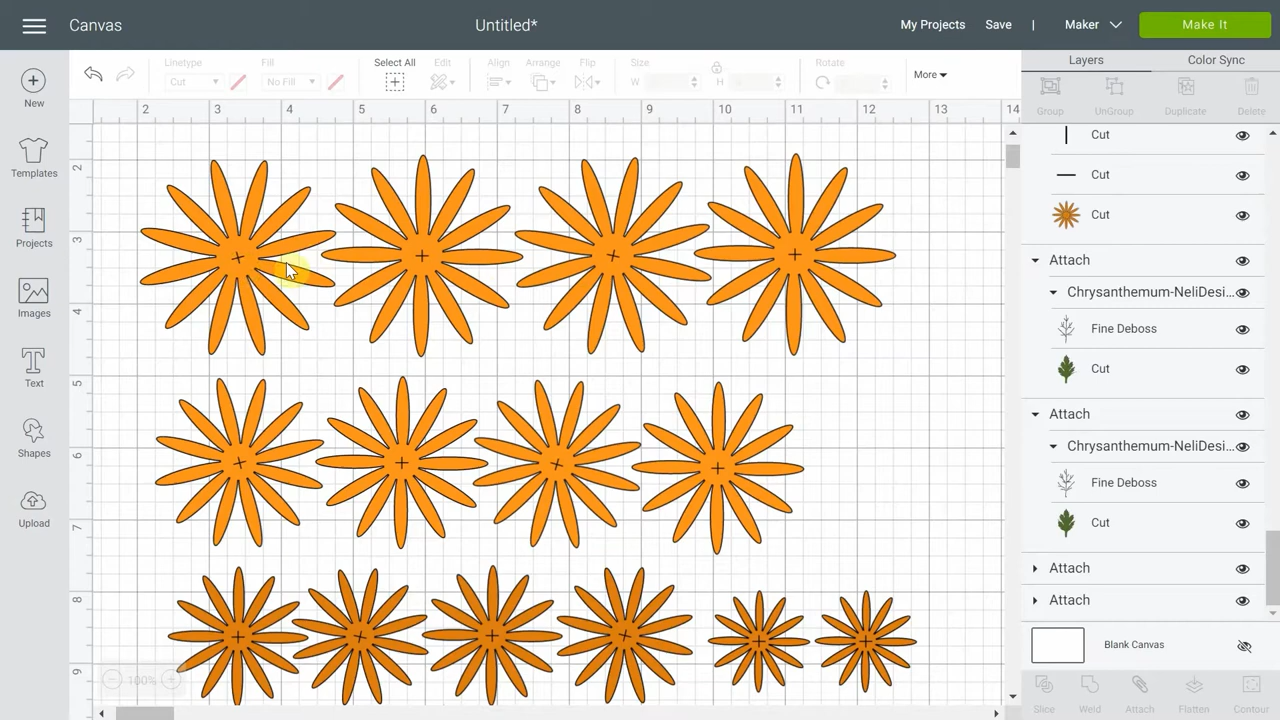 Canvas
Untitled*
My Projects
Save
|
Maker
Make It
New
Templates
Projects
Images
Text
Shapes
Upload
Linetype
Cut
Fill
No Fill
Select All
Edit
Align
Arrange
Flip
Size
W
H
Rotate
More
2 3 4 5 6 7 8 9 10 11 12 13 14
2
3
4
5
6
7
8
9
100%
Layers
Color Sync
Group
UnGroup
Duplicate
Delete
Cut
Cut
Cut
Attach
Chrysanthemum-NeliDesi...
Fine Deboss
Cut
Attach
Chrysanthemum-NeliDesi...
Fine Deboss
Cut
Attach
Attach
Blank Canvas
Slice
Weld
Attach
Flatten
Contour